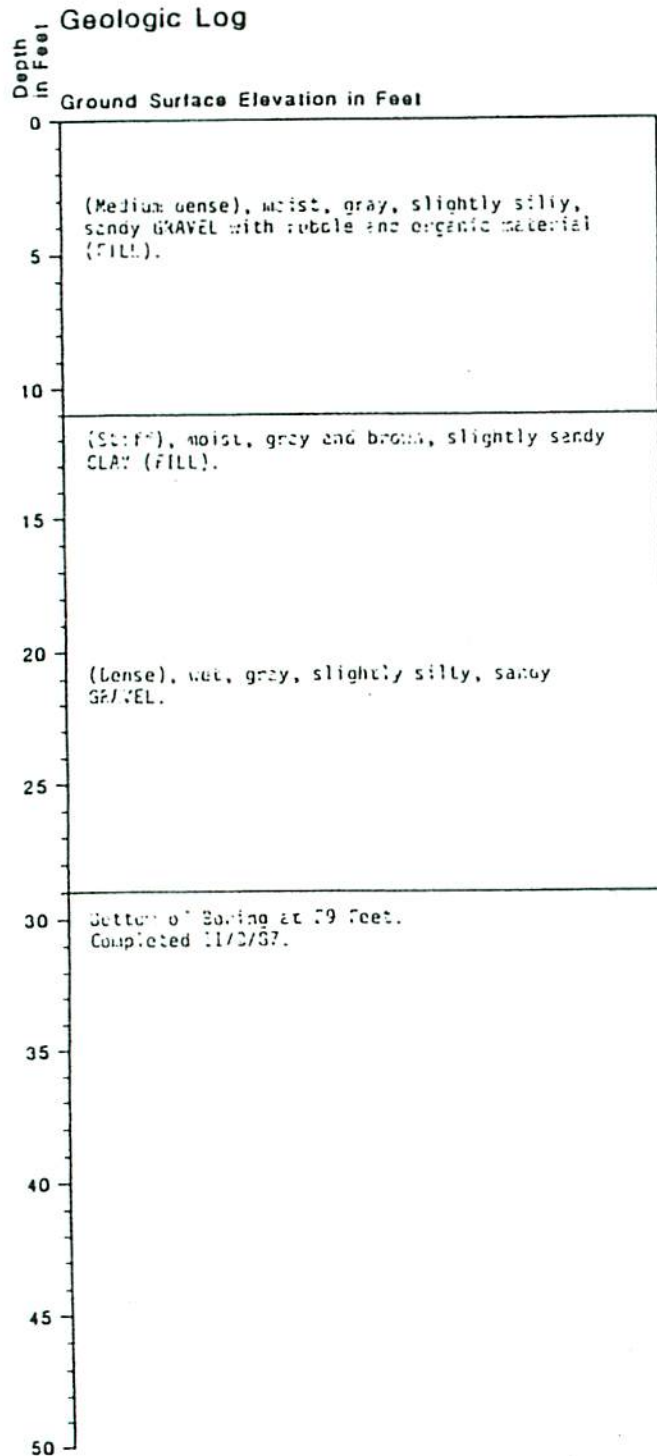 Geologic Log
Depth
in Feet
Ground Surface Elevation in Feet
0
(Medium dense), moist, gray, slightly silty,
sandy GRAVEL with rubble and organic material
5
(FILL).
10
(Stiff), moist, gray and brown, slightly sandy
CLAY (FILL).
15
20
(Dense), wet, gray, slightly silty, sandy
GRAVEL.
25
30
Bottom of Boring at 29 Feet.
Completed
35
40
45
50